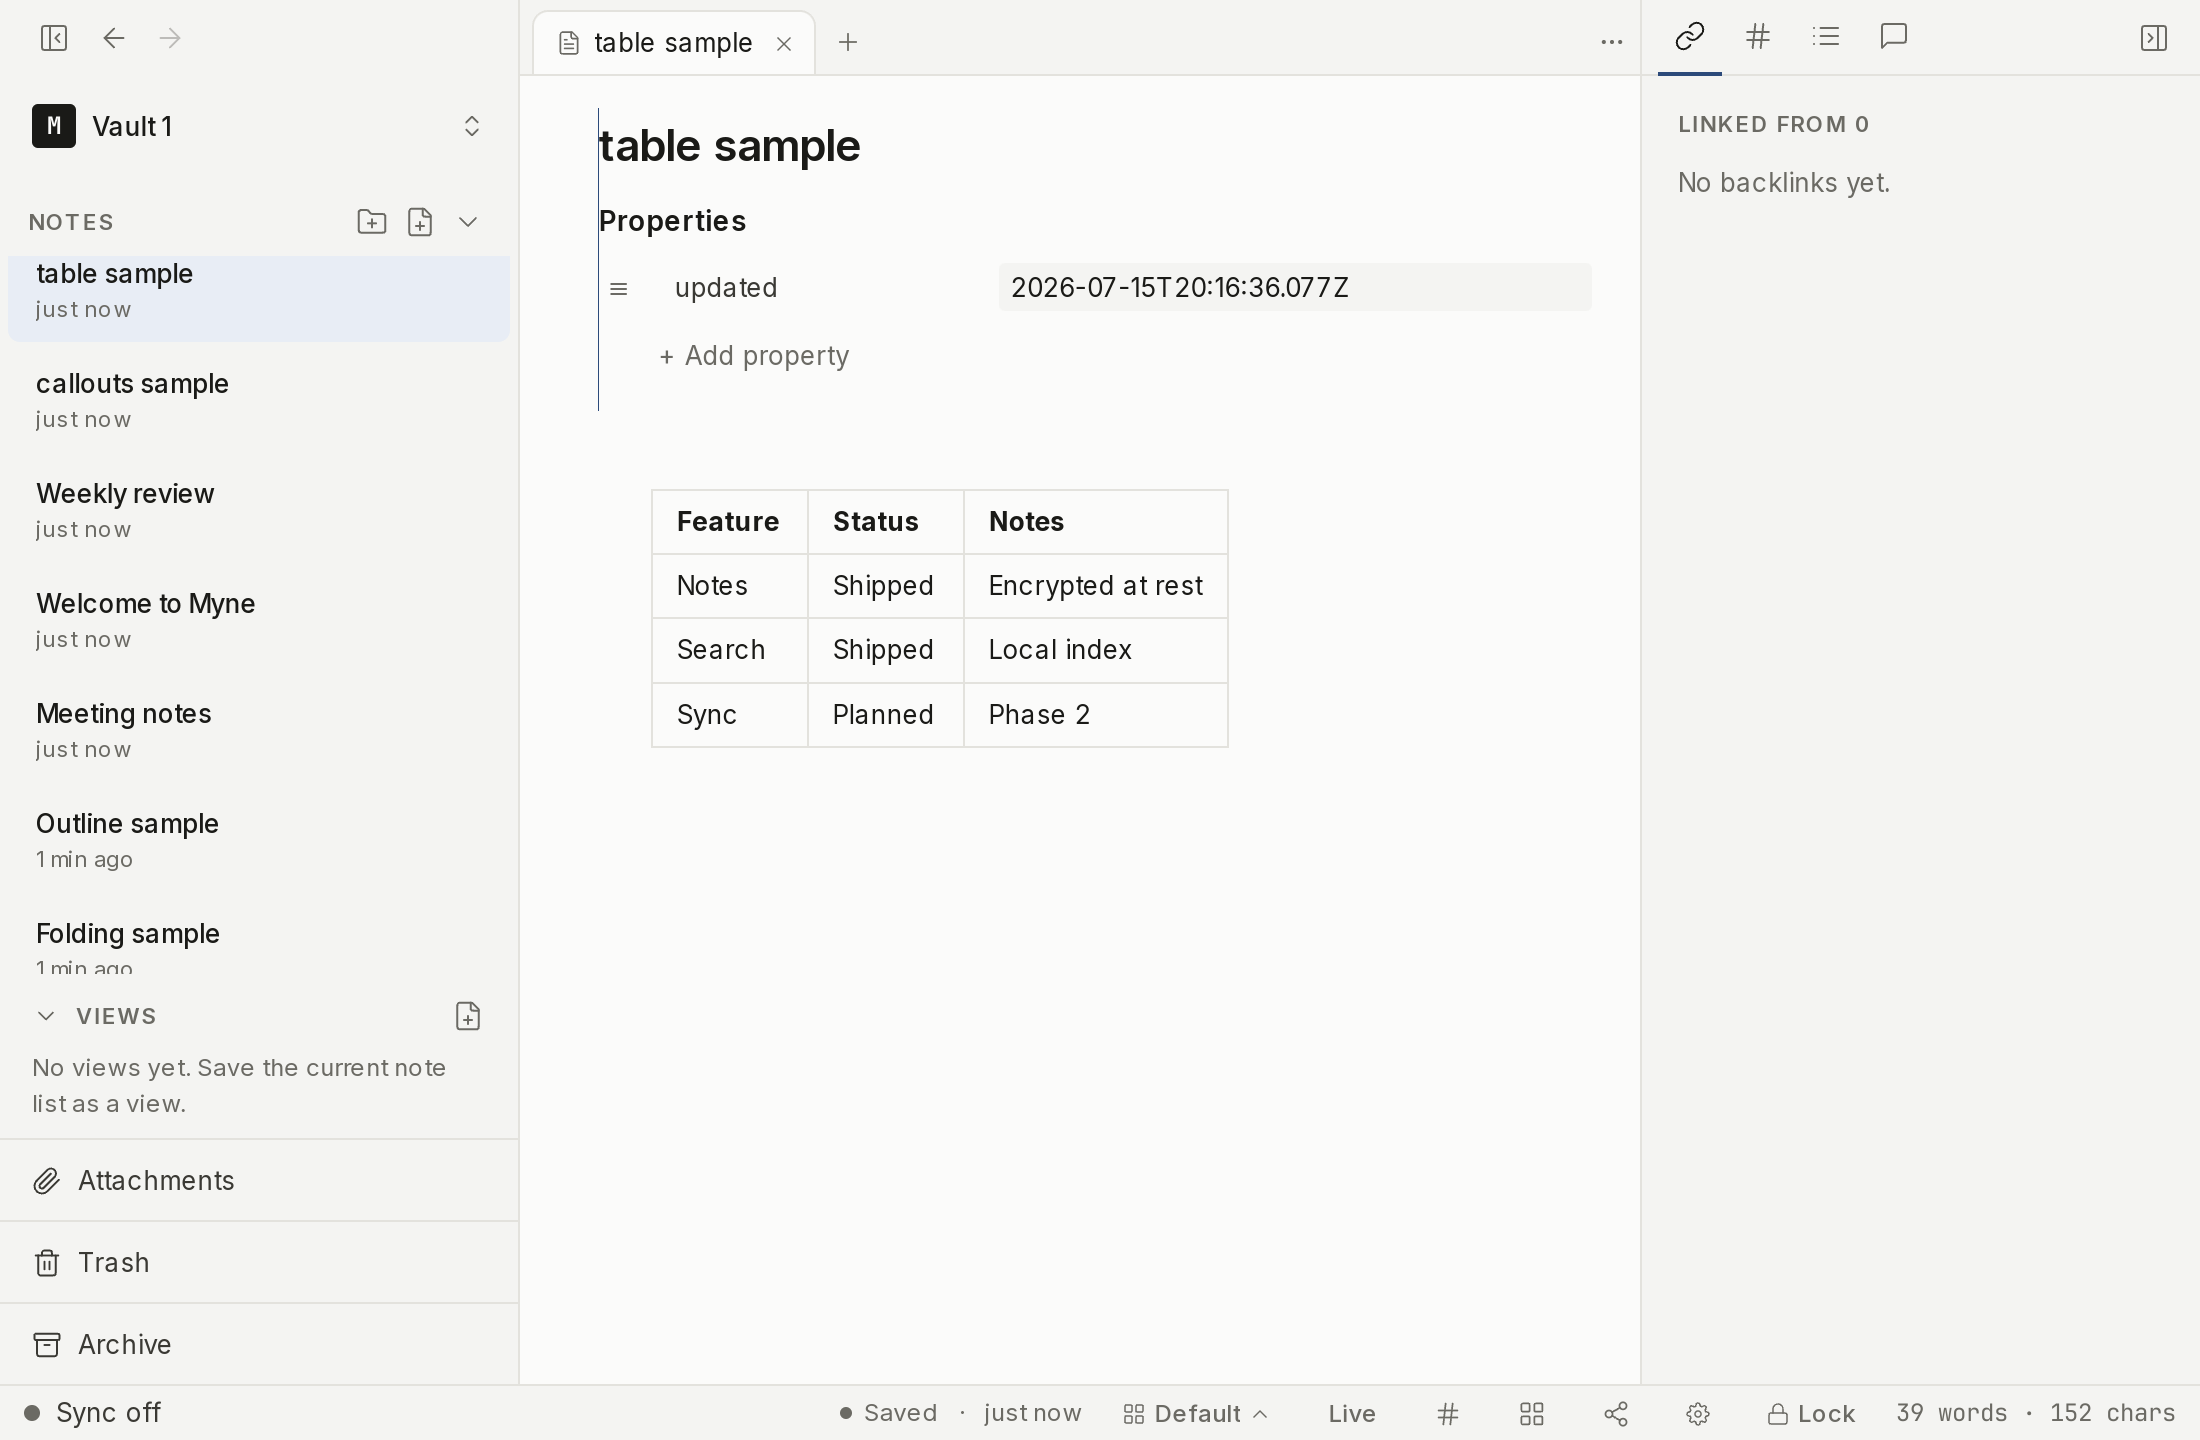 table sample
M Vault 1
NOTES
table sample
just now
callouts sample
just now
Weekly review
just now
Welcome to Myne
just now
Meeting notes
just now
Outline sample
1 min ago
Folding sample
1 min ago
VIEWS
No views yet. Save the current note
list as a view.
Attachments
Trash
Archive
table sample
Properties
updated 2026-07-15T20:16:36.077Z
+ Add property
Feature Status Notes
Notes Shipped Encrypted at rest
Search Shipped Local index
Sync Planned Phase 2
LINKED FROM 0
No backlinks yet.
Sync off Saved · just now Default Live Lock 39 words · 152 chars